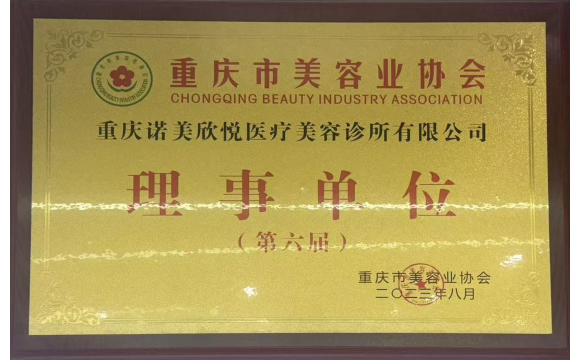 重庆市美容业协会
CHONGQING BEAUTY INDUSTRY ASSOCIATION
重庆诺美欣悦医疗美容诊所有限公司
理事单位
（第六届）
重庆市美容业协会
二〇二三年八月